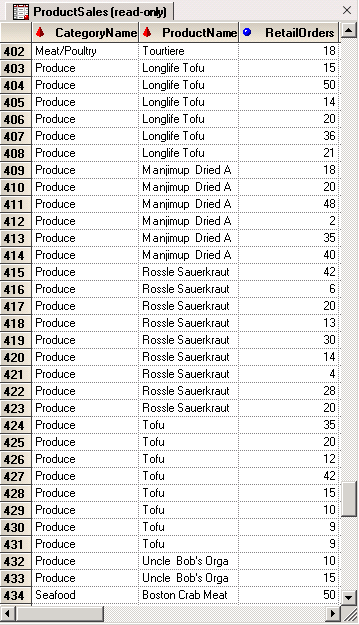 ProductSales (read-only)
CategoryName ProductName RetailOrders
402 Meat/Poultry Tourtiere 18
403 Produce Longlife Tofu 15
404 Produce Longlife Tofu 50
405 Produce Longlife Tofu 14
406 Produce Longlife Tofu 20
407 Produce Longlife Tofu 36
408 Produce Longlife Tofu 21
409 Produce Manjimup Dried A 18
410 Produce Manjimup Dried A 20
411 Produce Manjimup Dried A 48
412 Produce Manjimup Dried A 2
413 Produce Manjimup Dried A 35
414 Produce Manjimup Dried A 40
415 Produce Rossle Sauerkraut 42
416 Produce Rossle Sauerkraut 6
417 Produce Rossle Sauerkraut 20
418 Produce Rossle Sauerkraut 13
419 Produce Rossle Sauerkraut 30
420 Produce Rossle Sauerkraut 14
421 Produce Rossle Sauerkraut 4
422 Produce Rossle Sauerkraut 28
423 Produce Rossle Sauerkraut 20
424 Produce Tofu 35
425 Produce Tofu 20
426 Produce Tofu 12
427 Produce Tofu 42
428 Produce Tofu 15
429 Produce Tofu 10
430 Produce Tofu 9
431 Produce Tofu 9
432 Produce Uncle Bob's Orga 10
433 Produce Uncle Bob's Orga 15
434 Seafood Boston Crab Meat 50